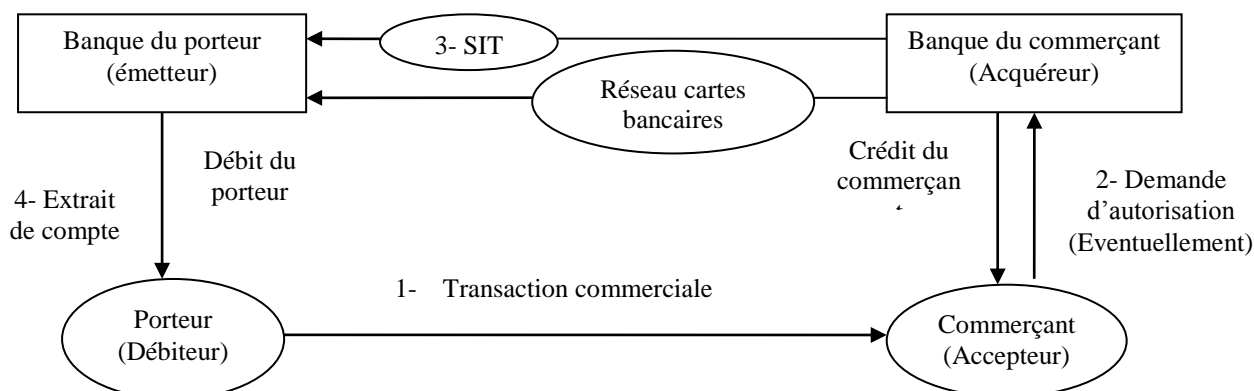 Banque du porteur
(émetteur)
3- SIT
Banque du commerçant
(Acquéreur)
Réseau cartes
bancaires
Débit du
porteur
4- Extrait
de compte
Crédit du
commerçan
2- Demande
d’autorisation
(Eventuellement)
1- Transaction commerciale
Porteur
(Débiteur)
Commerçant
(Accepteur)